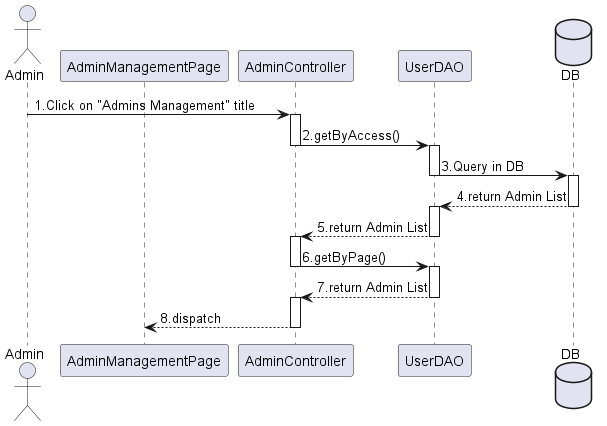 Admin
AdminManagementPage
AdminController
UserDAO
DB
1.Click on "Admins Management" title
2.getByAccess()
3.Query in DB
4.return Admin List
5.return Admin List
6.getByPage()
7.return Admin List
8.dispatch
Admin
AdminManagementPage
AdminController
UserDAO
DB